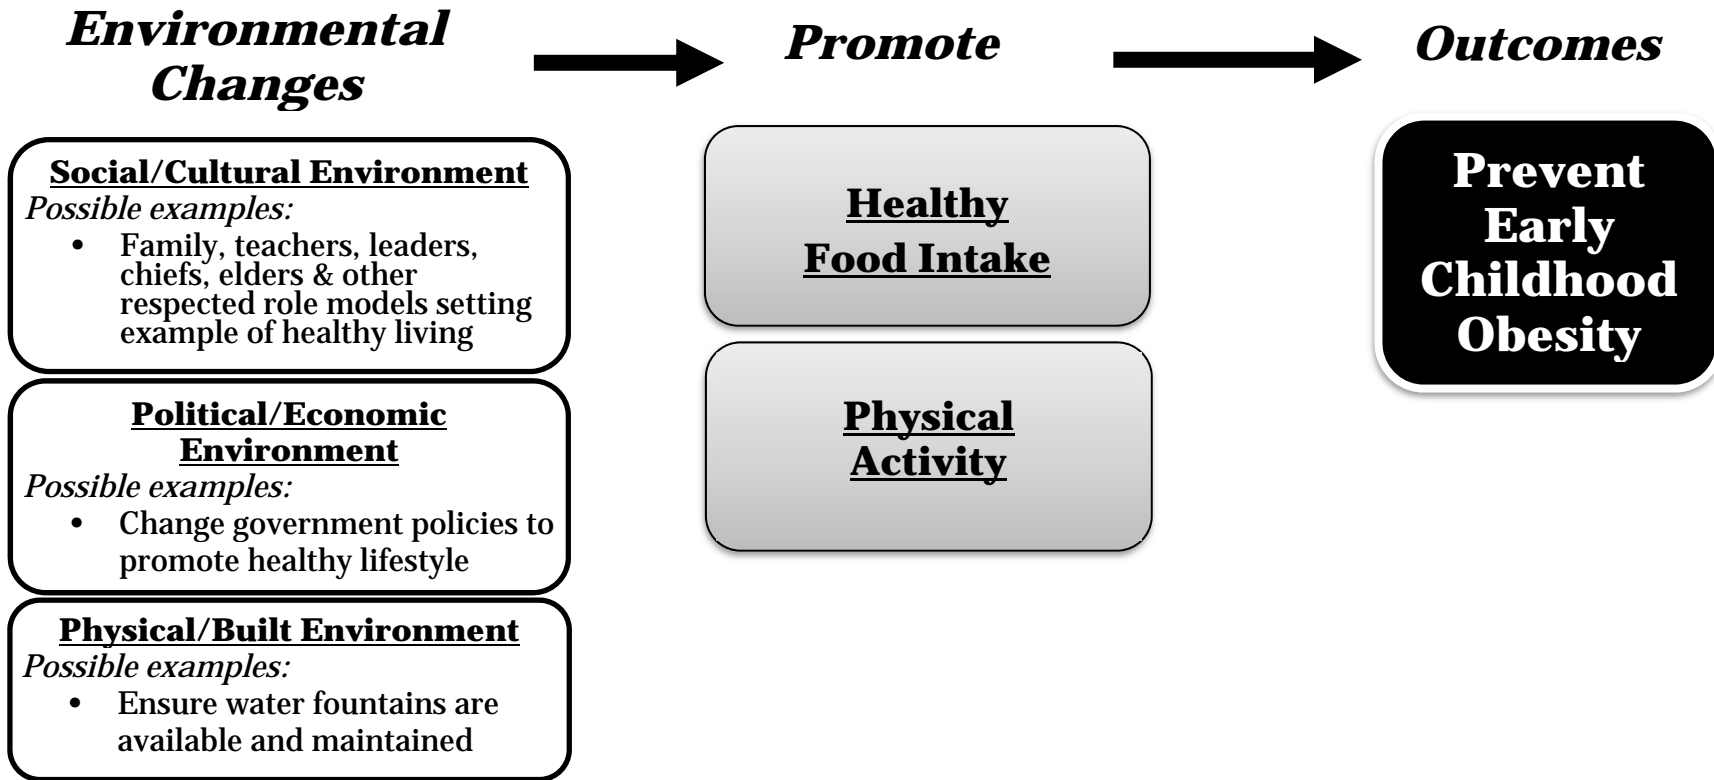 Environmental
Changes
Promote
Outcomes
Social/Cultural Environment
Possible examples:
• Family, teachers, leaders,
chiefs, elders & other
respected role models setting
example of healthy living
Political/Economic
Environment
Possible examples:
• Change government policies to
promote healthy lifestyle
Physical/Built Environment
Possible examples:
• Ensure water fountains are
available and maintained
Healthy
Food Intake
Physical
Activity
Prevent
Early
Childhood
Obesity